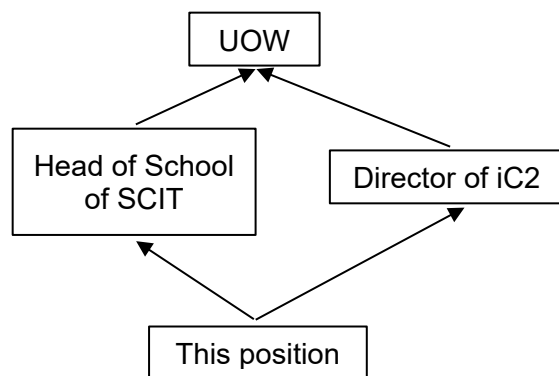 UOW
Head of School
of SCIT
Director of iC2
This position